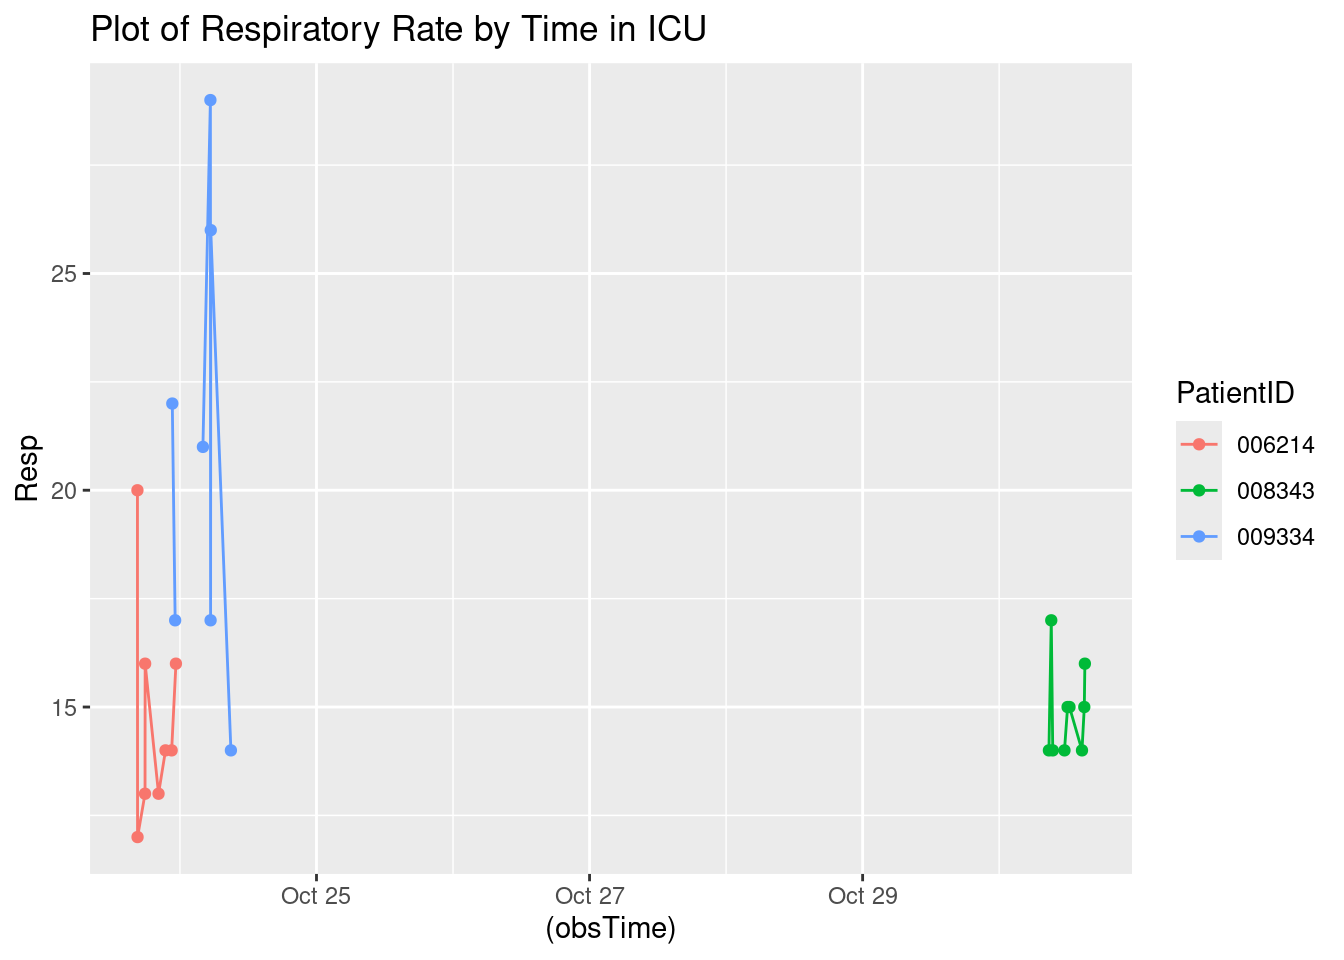 Plot of Respiratory Rate by Time in ICU
25
20
15
Resp
Oct 25
Oct 27
Oct 29
(obsTime)
PatientID
006214
008343
009334